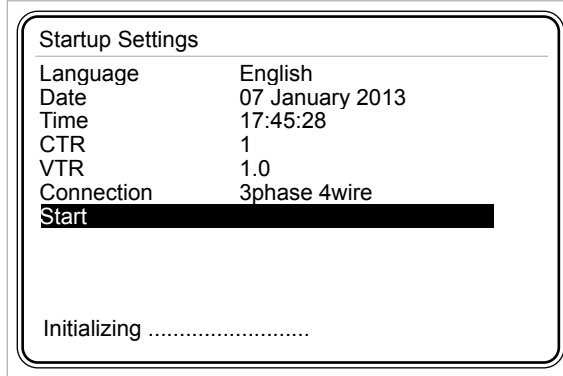 Startup Settings
Language English
Date 07 January 2013
Time 17:45:28
CTR 1
VTR 1.0
Connection 3phase 4wire
Start
Initializing ..........................